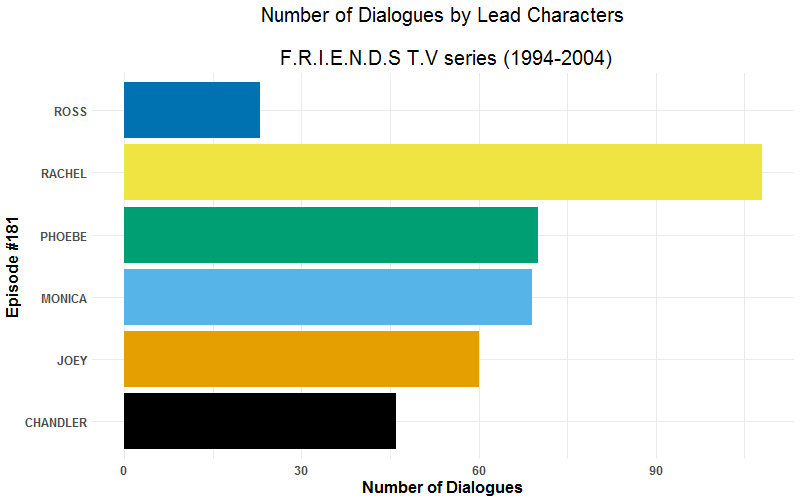 Number of Dialogues by Lead Characters
F.R.I.E.N.D.S T.V series (1994-2004)
ROSS
RACHEL
PHOEBE
MONICA
JOEY
CHANDLER
Episode #181
0 30 60 90
Number of Dialogues